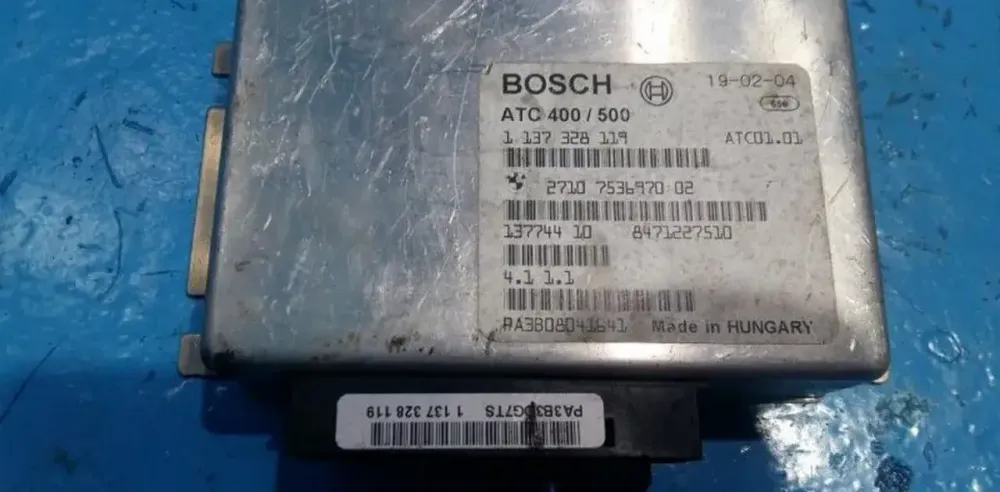 BOSCH 19-02-04
ATC 400 / 500
1 137 328 119 ATC01.01
2710 7536970 02
137744 10 8471227510
4.1 1.1
PA3B08041641 Made in HUNGARY
1 137 328 119